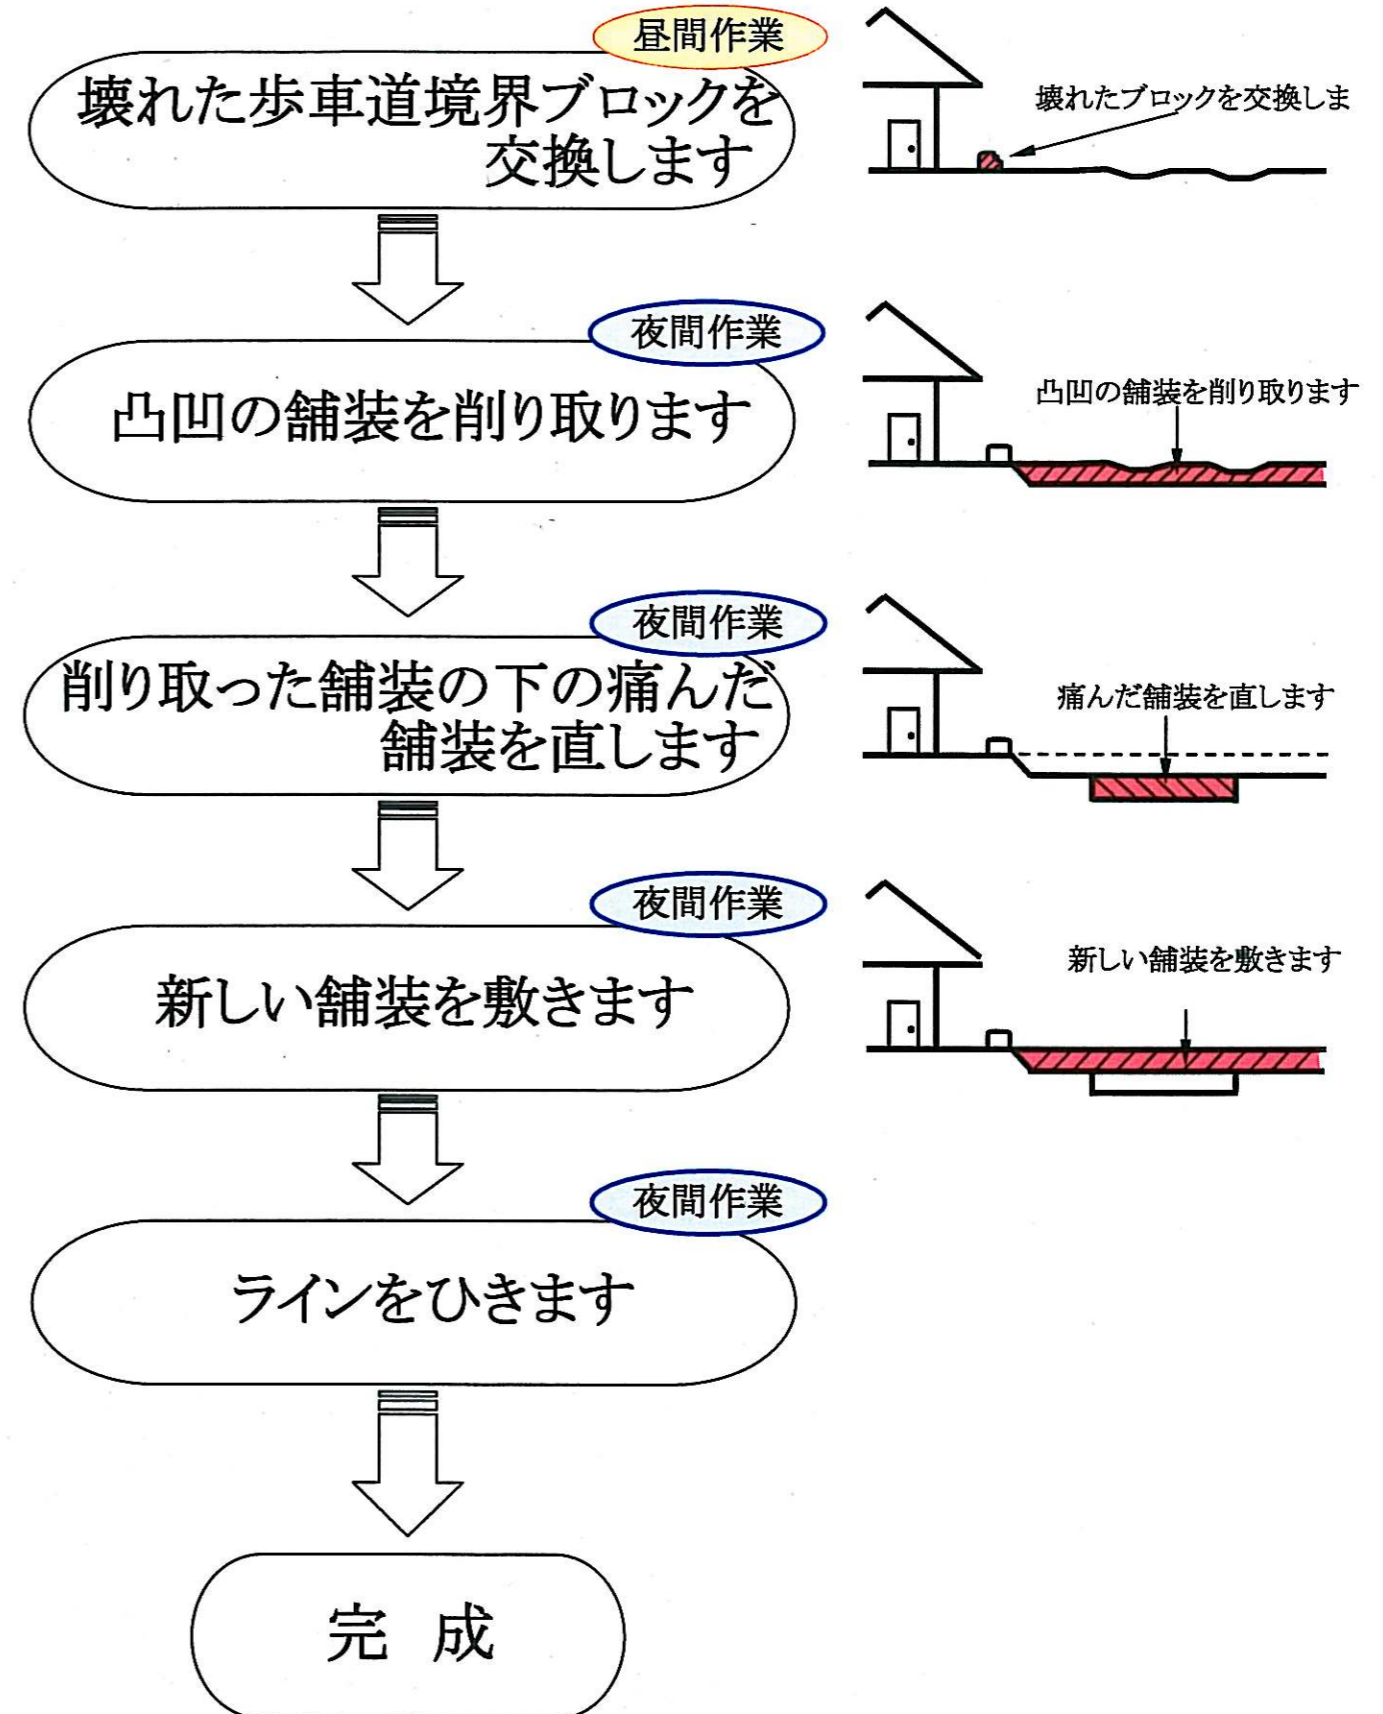 昼間作業
壊れた歩車道境界ブロックを
交換します
壊れたブロックを交換しま
夜間作業
凸凹の舗装を削り取ります
凸凹の舗装を削り取ります
夜間作業
削り取った舗装の下の痛んだ
舗装を直します
痛んだ舗装を直します
夜間作業
新しい舗装を敷きます
新しい舗装を敷きます
夜間作業
ラインをひきます
完 成